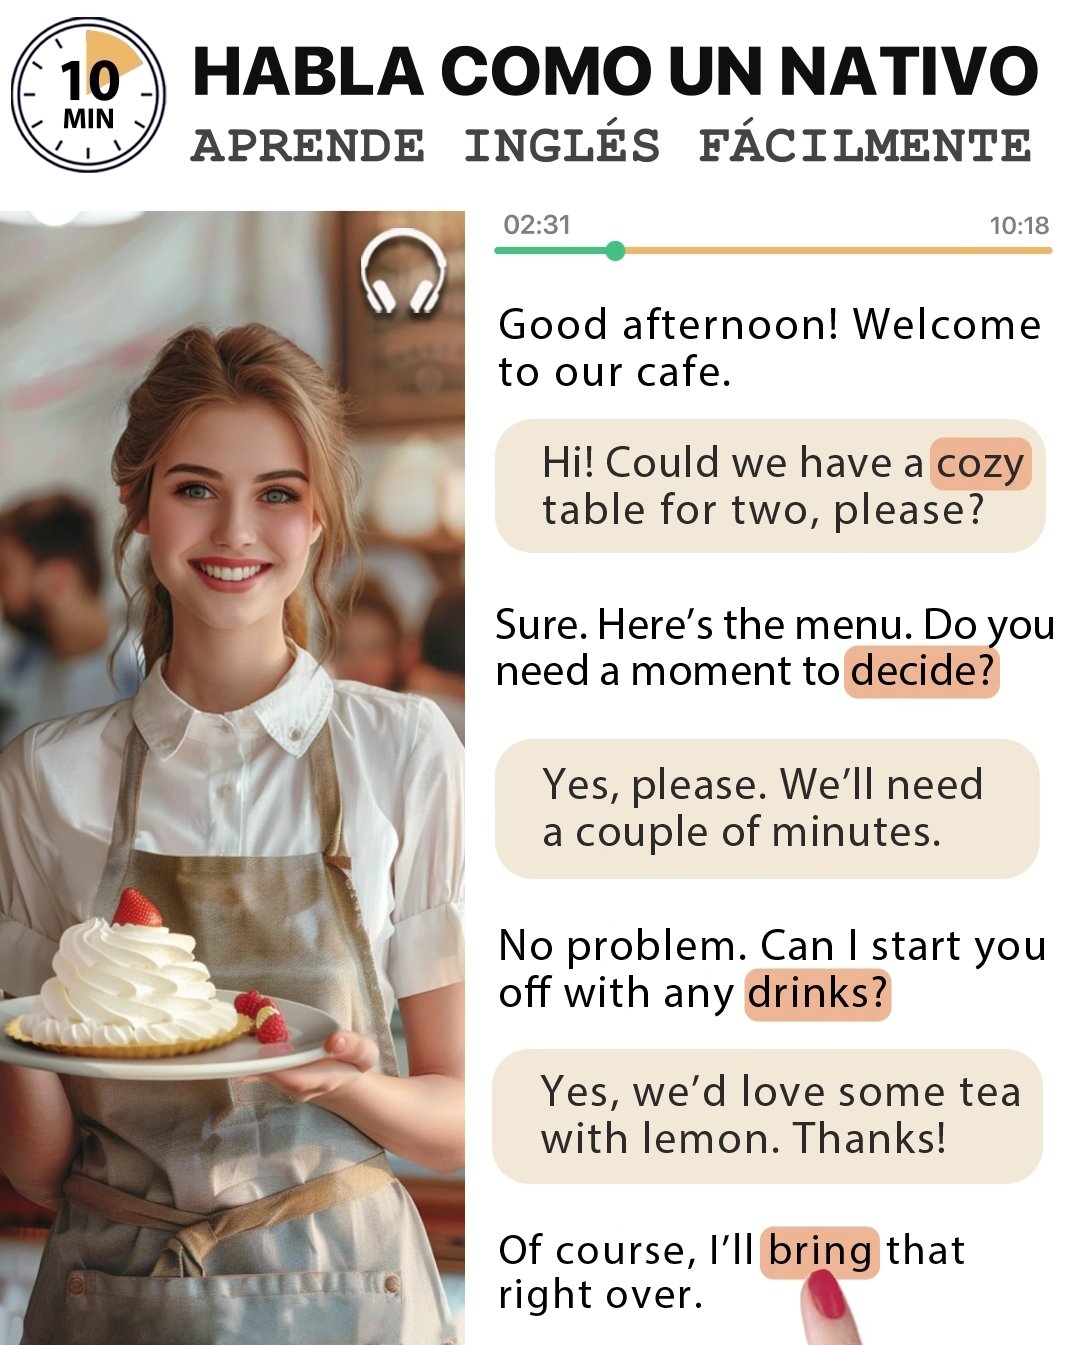 10
MIN
HABLA COMO UN NATIVO
APRENDE INGLÉS FÁCILMENTE
02:31
10:18
Good afternoon! Welcome
to our cafe.
Hi! Could we have a cozy
table for two, please?
Sure. Here’s the menu. Do you
need a moment to decide?
Yes, please. We’ll need
a couple of minutes.
No problem. Can I start you
off with any drinks?
Yes, we’d love some tea
with lemon. Thanks!
Of course, I’ll bring that
right over.